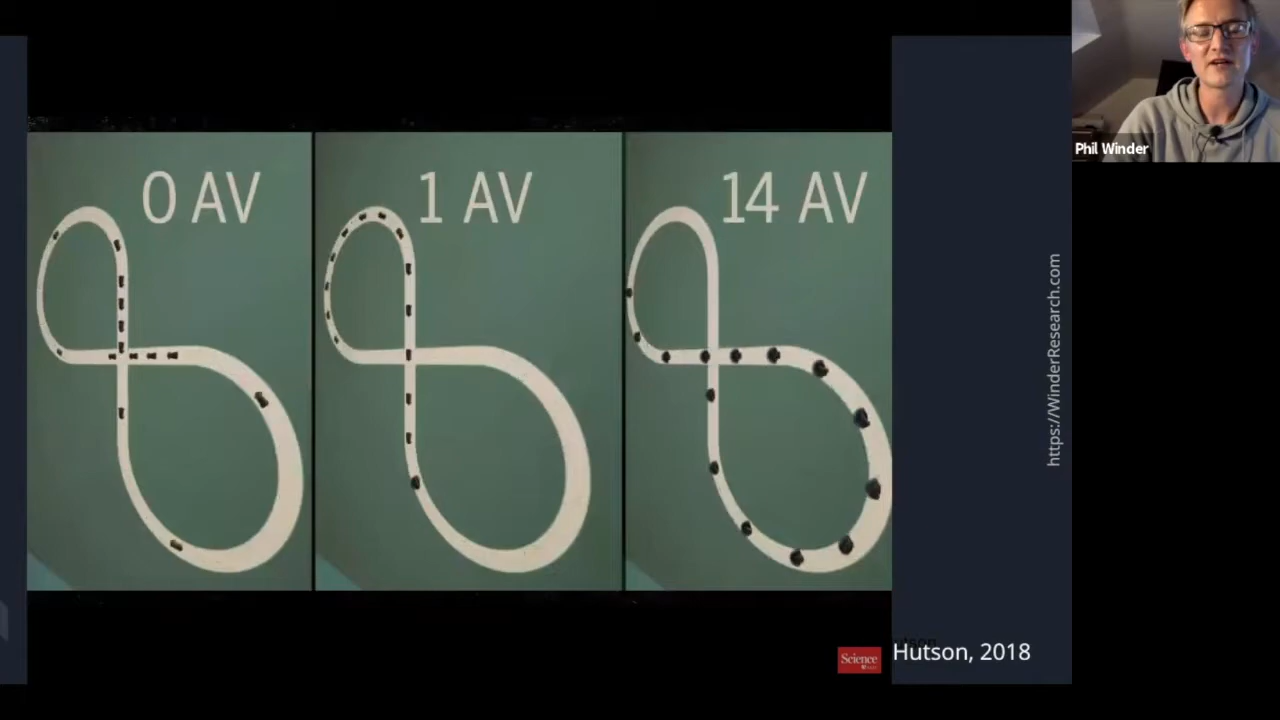 0 AV
1 AV
14 AV
Phil Winder
https://WinderResearch.com
Science
Hutson, 2018